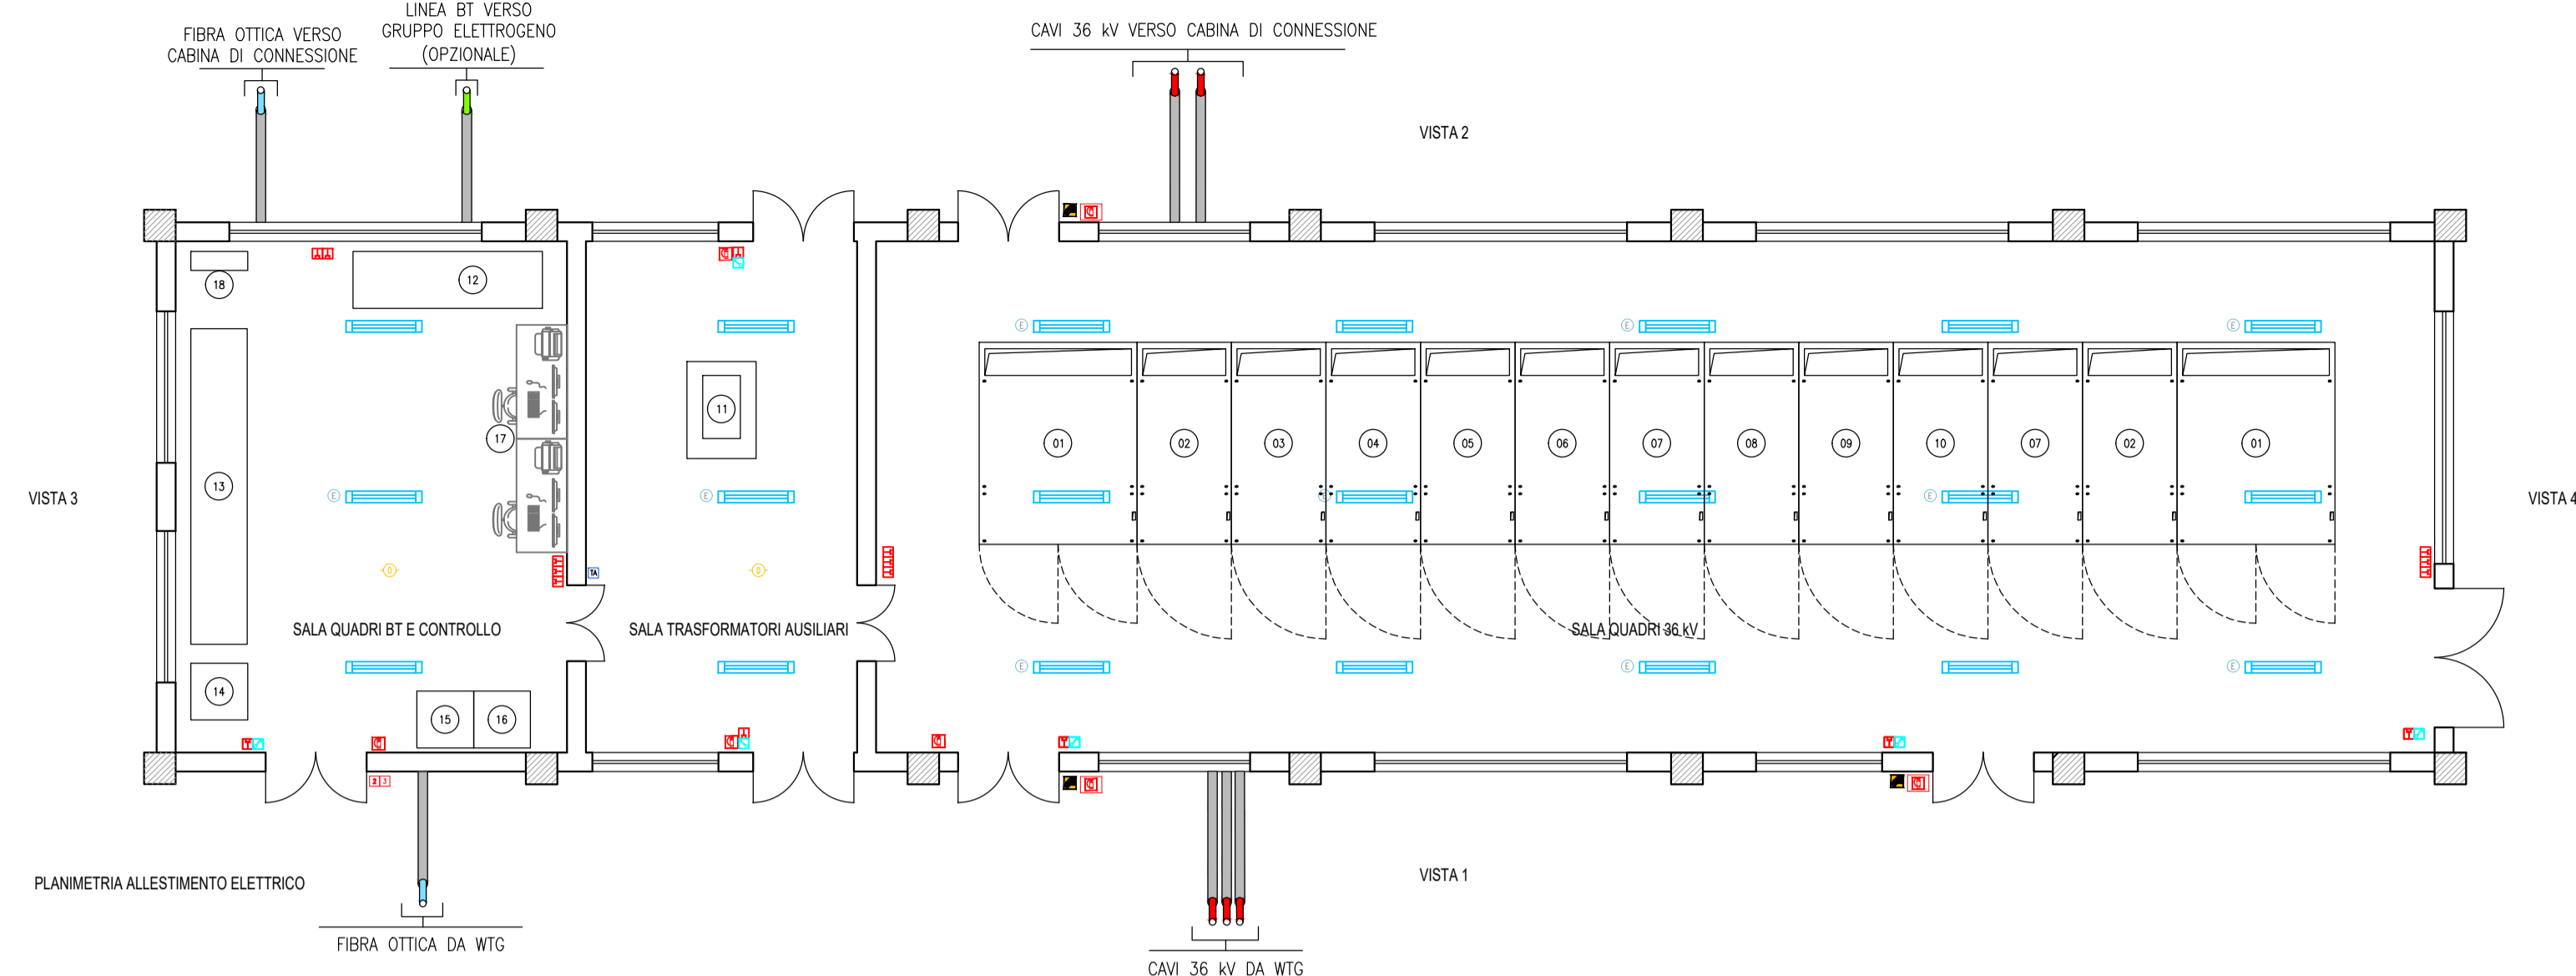 LINEA BT VERSO
GRUPPO ELETTROGENO
(OPZIONALE)
FIBRA OTTICA VERSO
CABINA DI CONNESSIONE
CAVI 36 kV VERSO CABINA DI CONNESSIONE
VISTA 2
18
12
E
E
E
11
17
01
02
03
04
05
06
07
08
09
10
07
02
01
13
VISTA 3
E
E
E
E
VISTA 4
TA
SALA QUADRI BT E CONTROLLO
SALA TRASFORMATORI AUSILIARI
SALA QUADRI 36 kV
E
E
E
14
15
16
2 3
PLANIMETRIA ALLESTIMENTO ELETTRICO
VISTA 1
FIBRA OTTICA DA WTG
CAVI 36 kV DA WTG